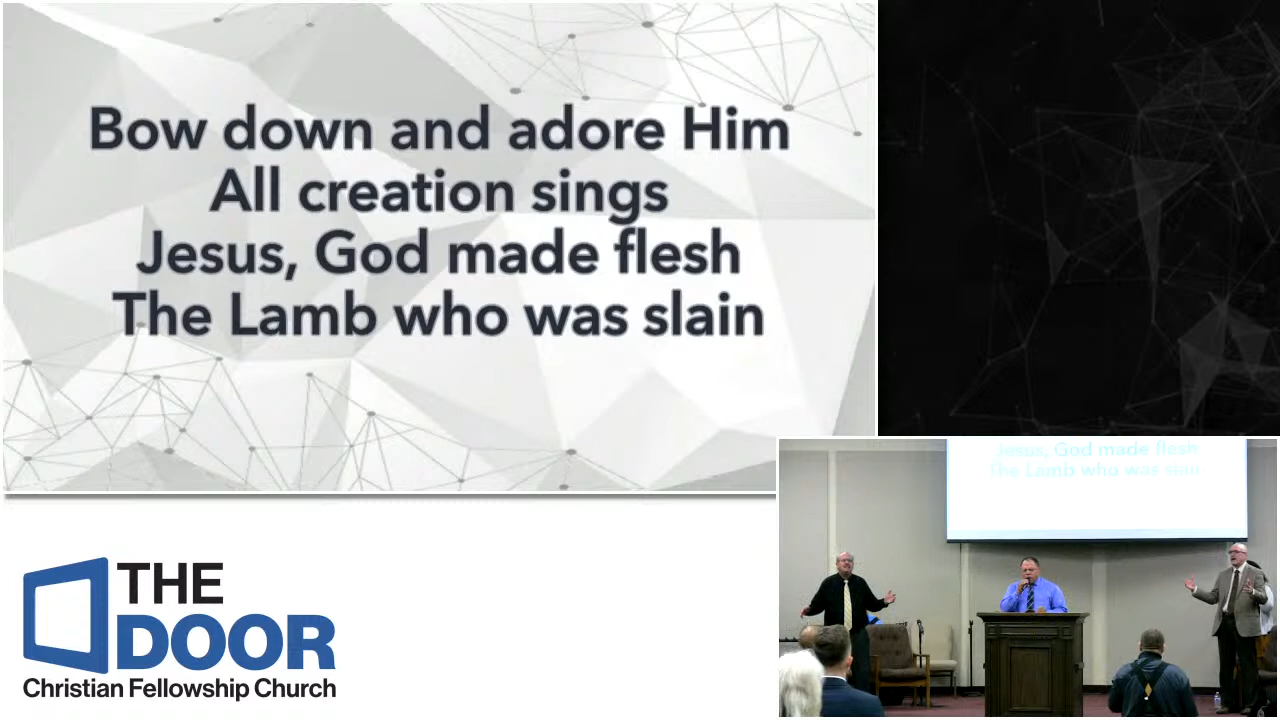 Bow down and adore Him
All creation sings
Jesus, God made flesh
The Lamb who was slain
Jesus, God made flesh
The Lamb who was slain
THE
DOOR
Christian Fellowship Church